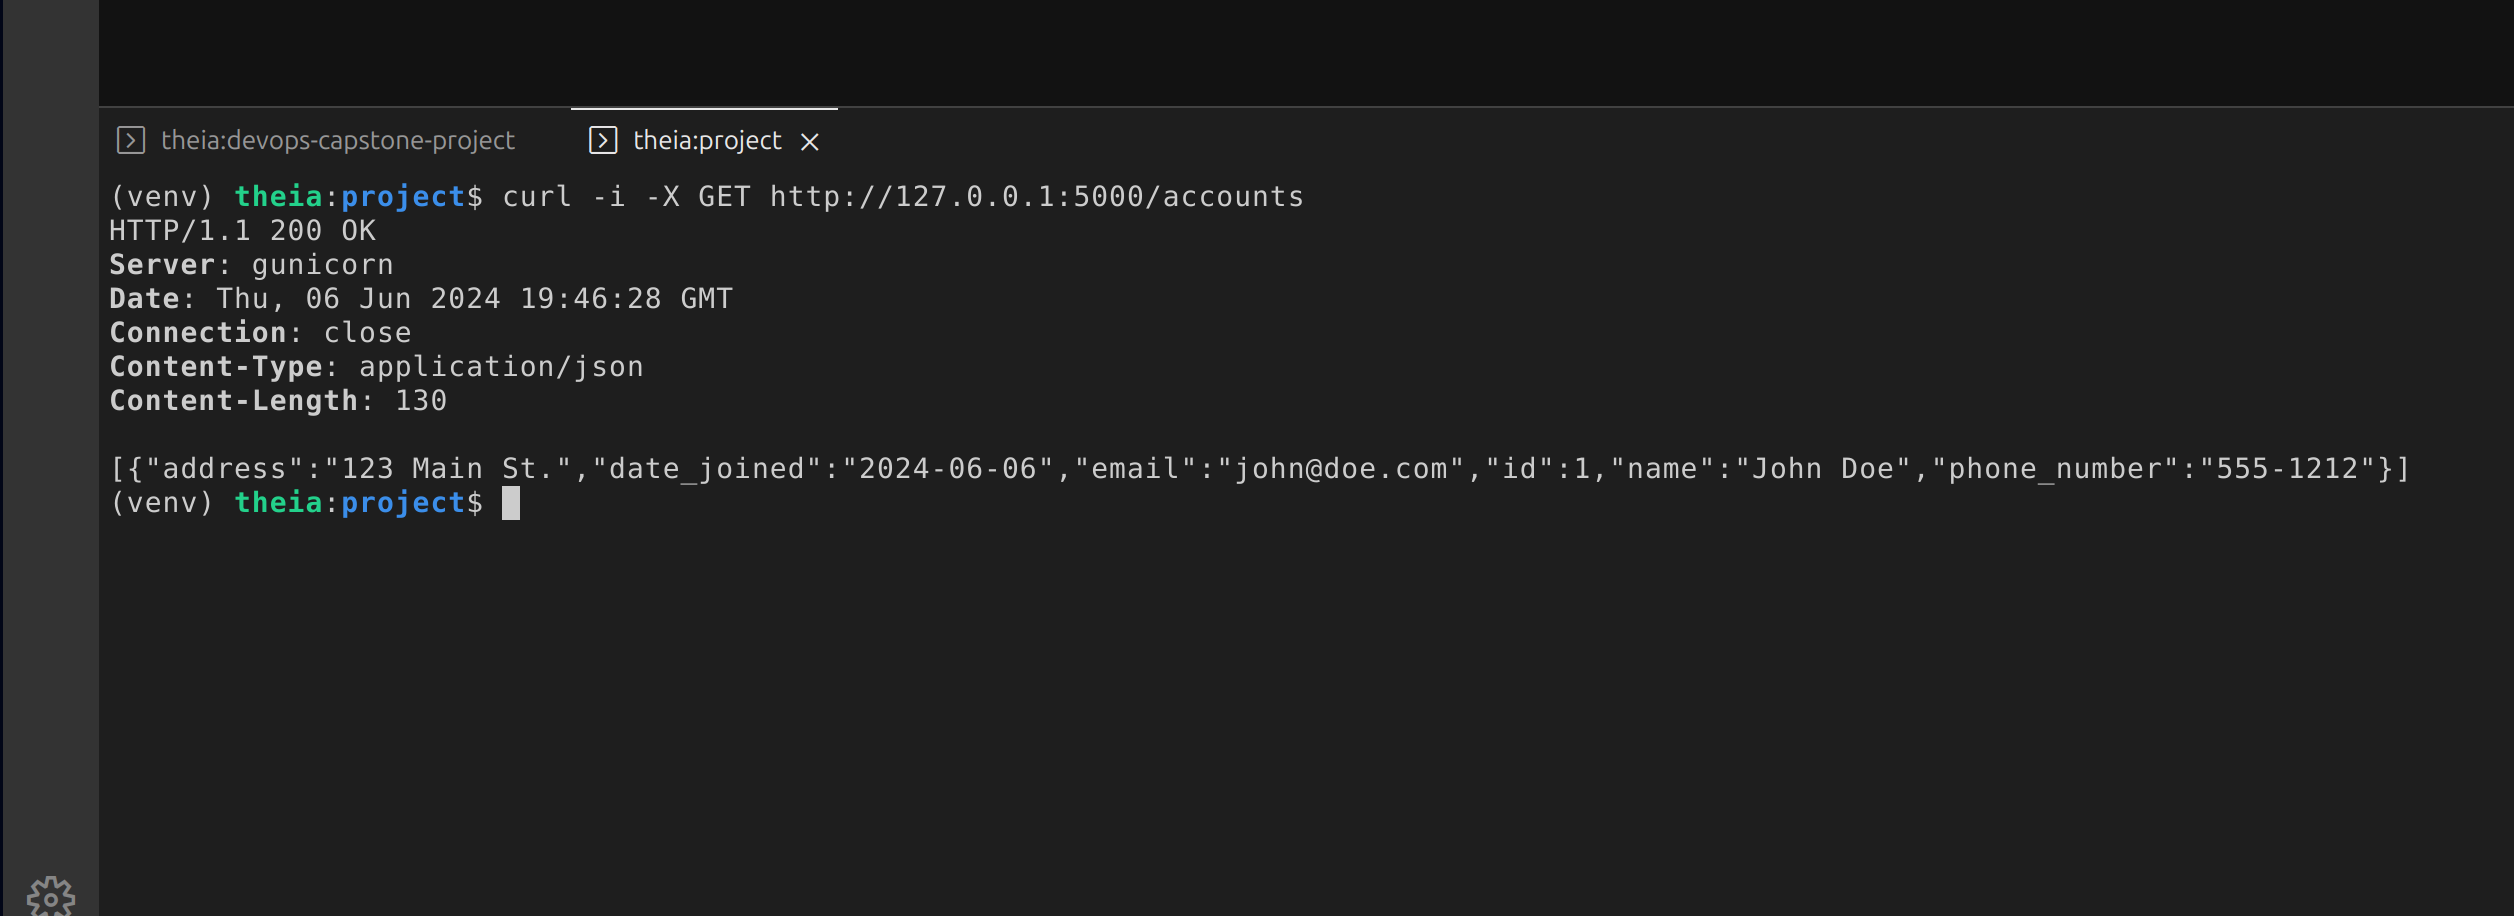 theia:devops-capstone-project theia:project
(venv) theia:project$ curl -i -X GET http://127.0.0.1:5000/accounts
HTTP/1.1 200 OK
Server: gunicorn
Date: Thu, 06 Jun 2024 19:46:28 GMT
Connection: close
Content-Type: application/json
Content-Length: 130
[{"address":"123 Main St.","date_joined":"2024-06-06","email":"john@doe.com","id":1,"name":"John Doe","phone_number":"555-1212"}]
(venv) theia:project$